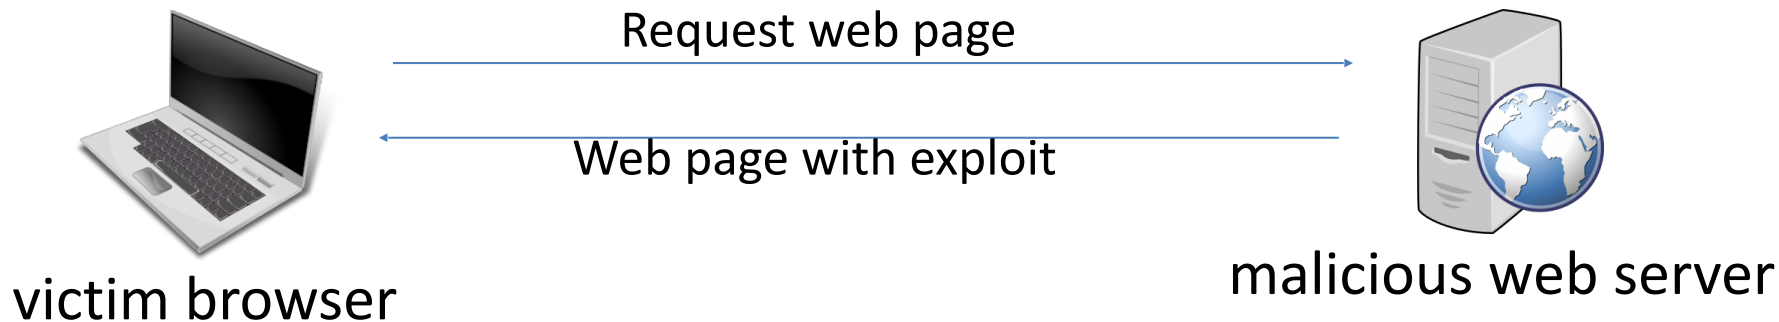 Request web page
Web page with exploit
victim browser
malicious web server